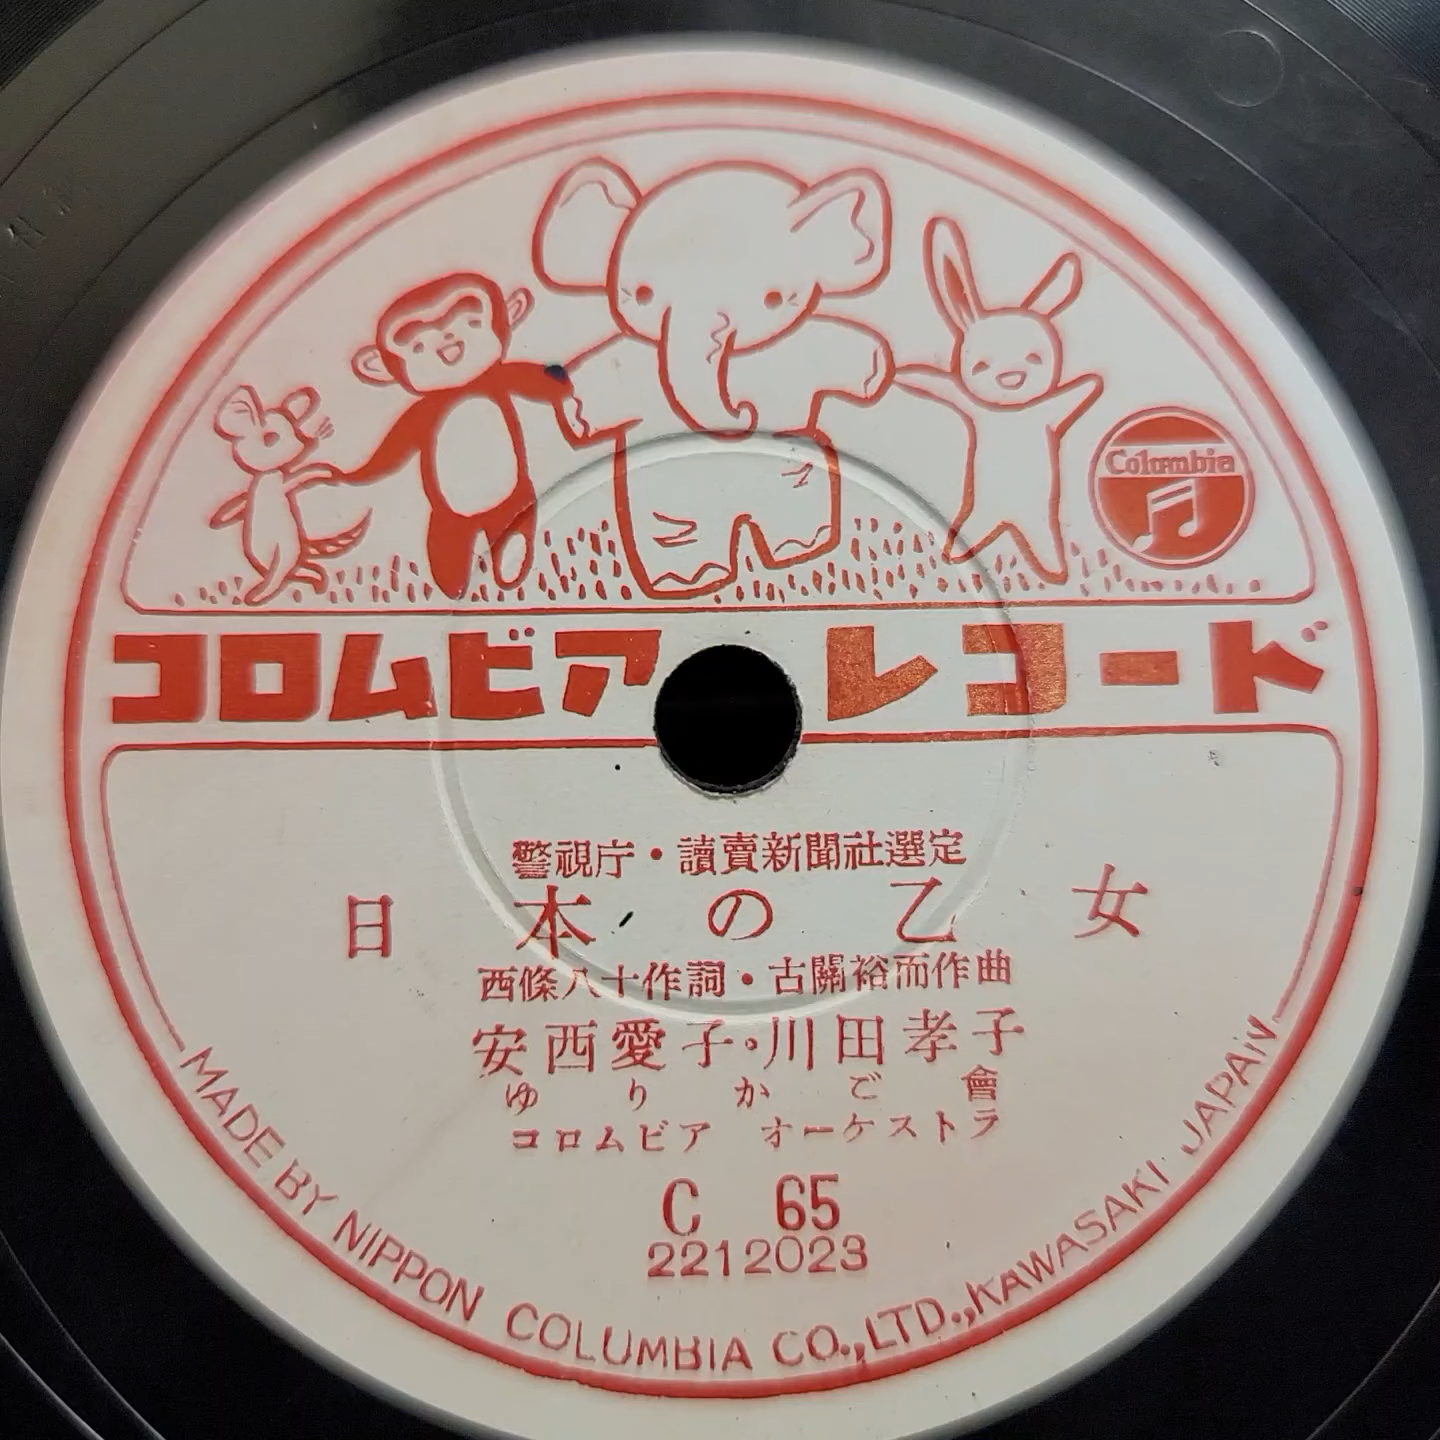 Columbia
コロムビア レコード
警視庁・讀賣新聞社選定
日本の乙女
西條八十作詞・古關裕而作曲
安西愛子・川田孝子
ゆりかご會
コロムビア オーケストラ
C 65
2212023
MADE BY NIPPON COLUMBIA CO.,LTD.,KAWASAKI JAPAN